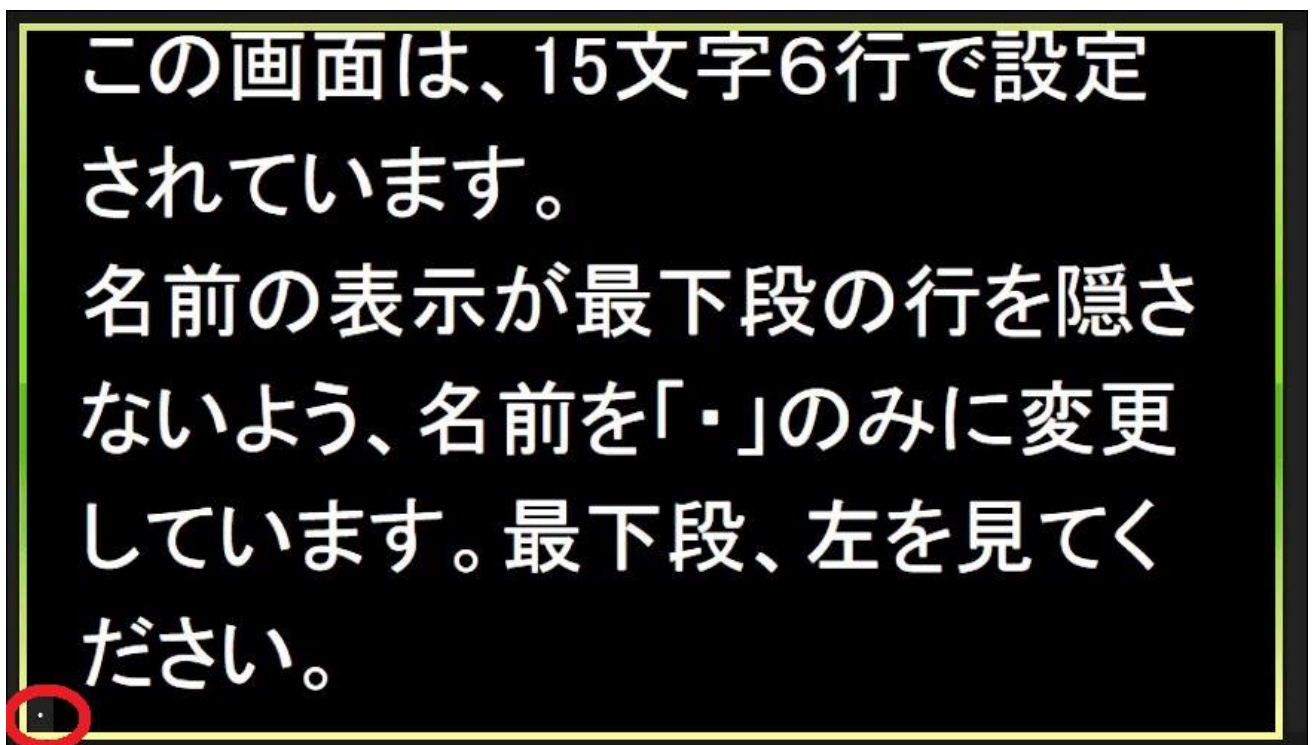 この画面は、15文字6行で設定
されています。
名前の表示が最下段の行を隠さ
ないよう、名前を「・」のみに変更
しています。最下段、左を見てく
ださい。
・